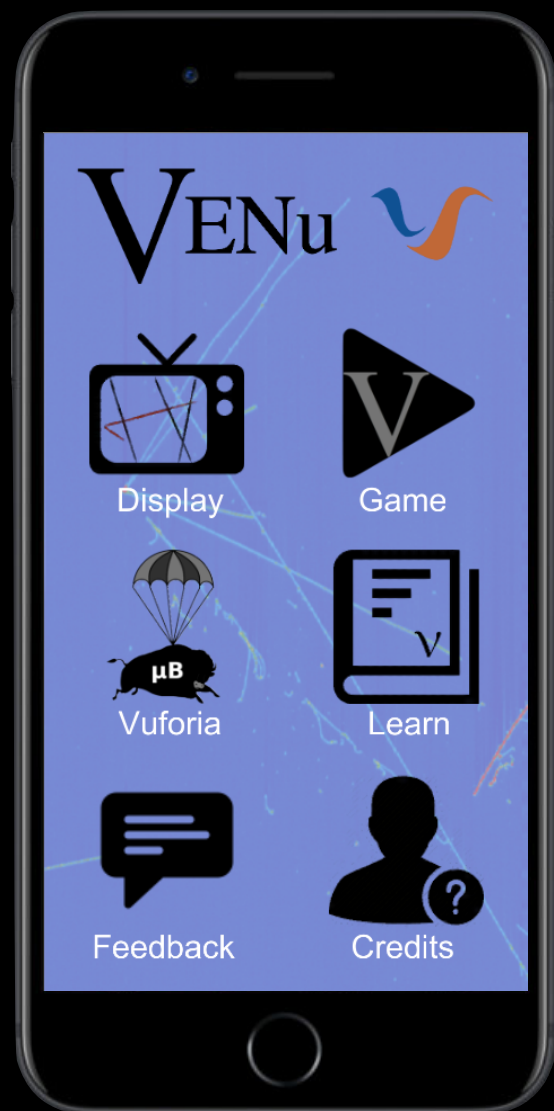 VENu
V
Display
Game
μB
ν
Vuforia
Learn
?
Feedback
Credits